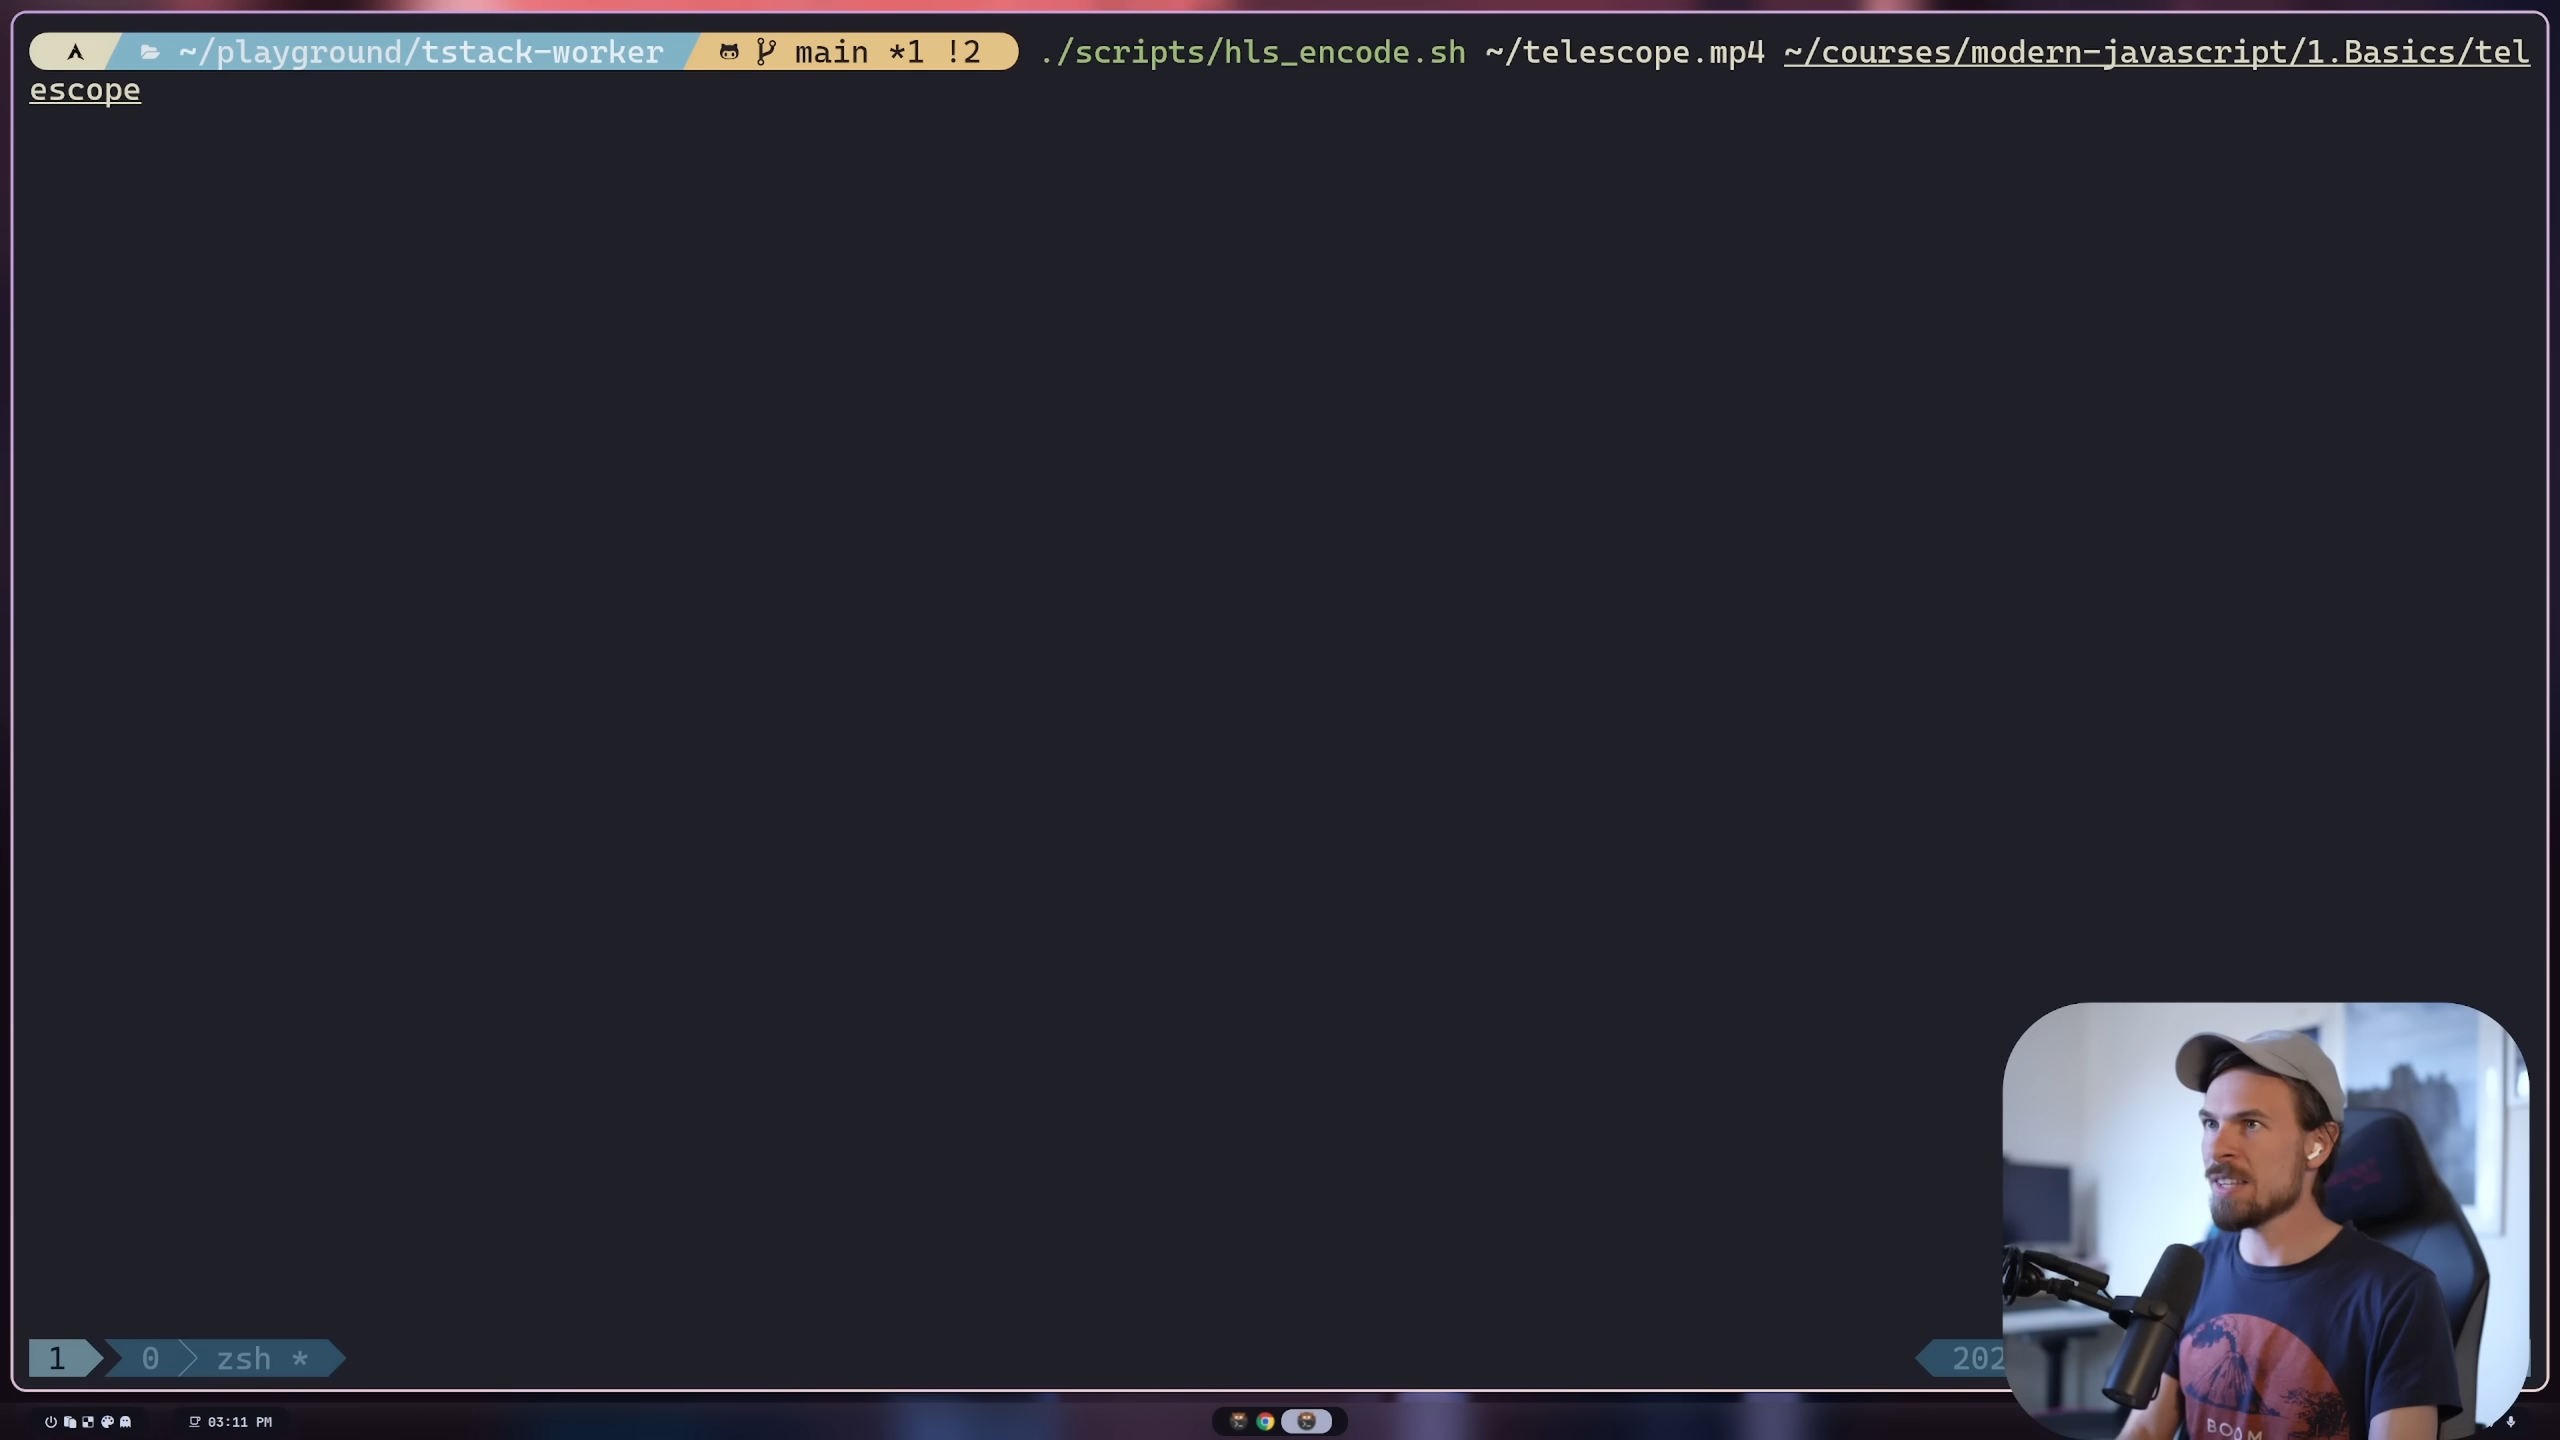 ~/playground/tstack-worker main *1 !2 ./scripts/hls_encode.sh ~/telescope.mp4 ~/courses/modern-javascript/1.Basics/tel
escope
1 0 zsh * 202
03:11 PM
BOOM